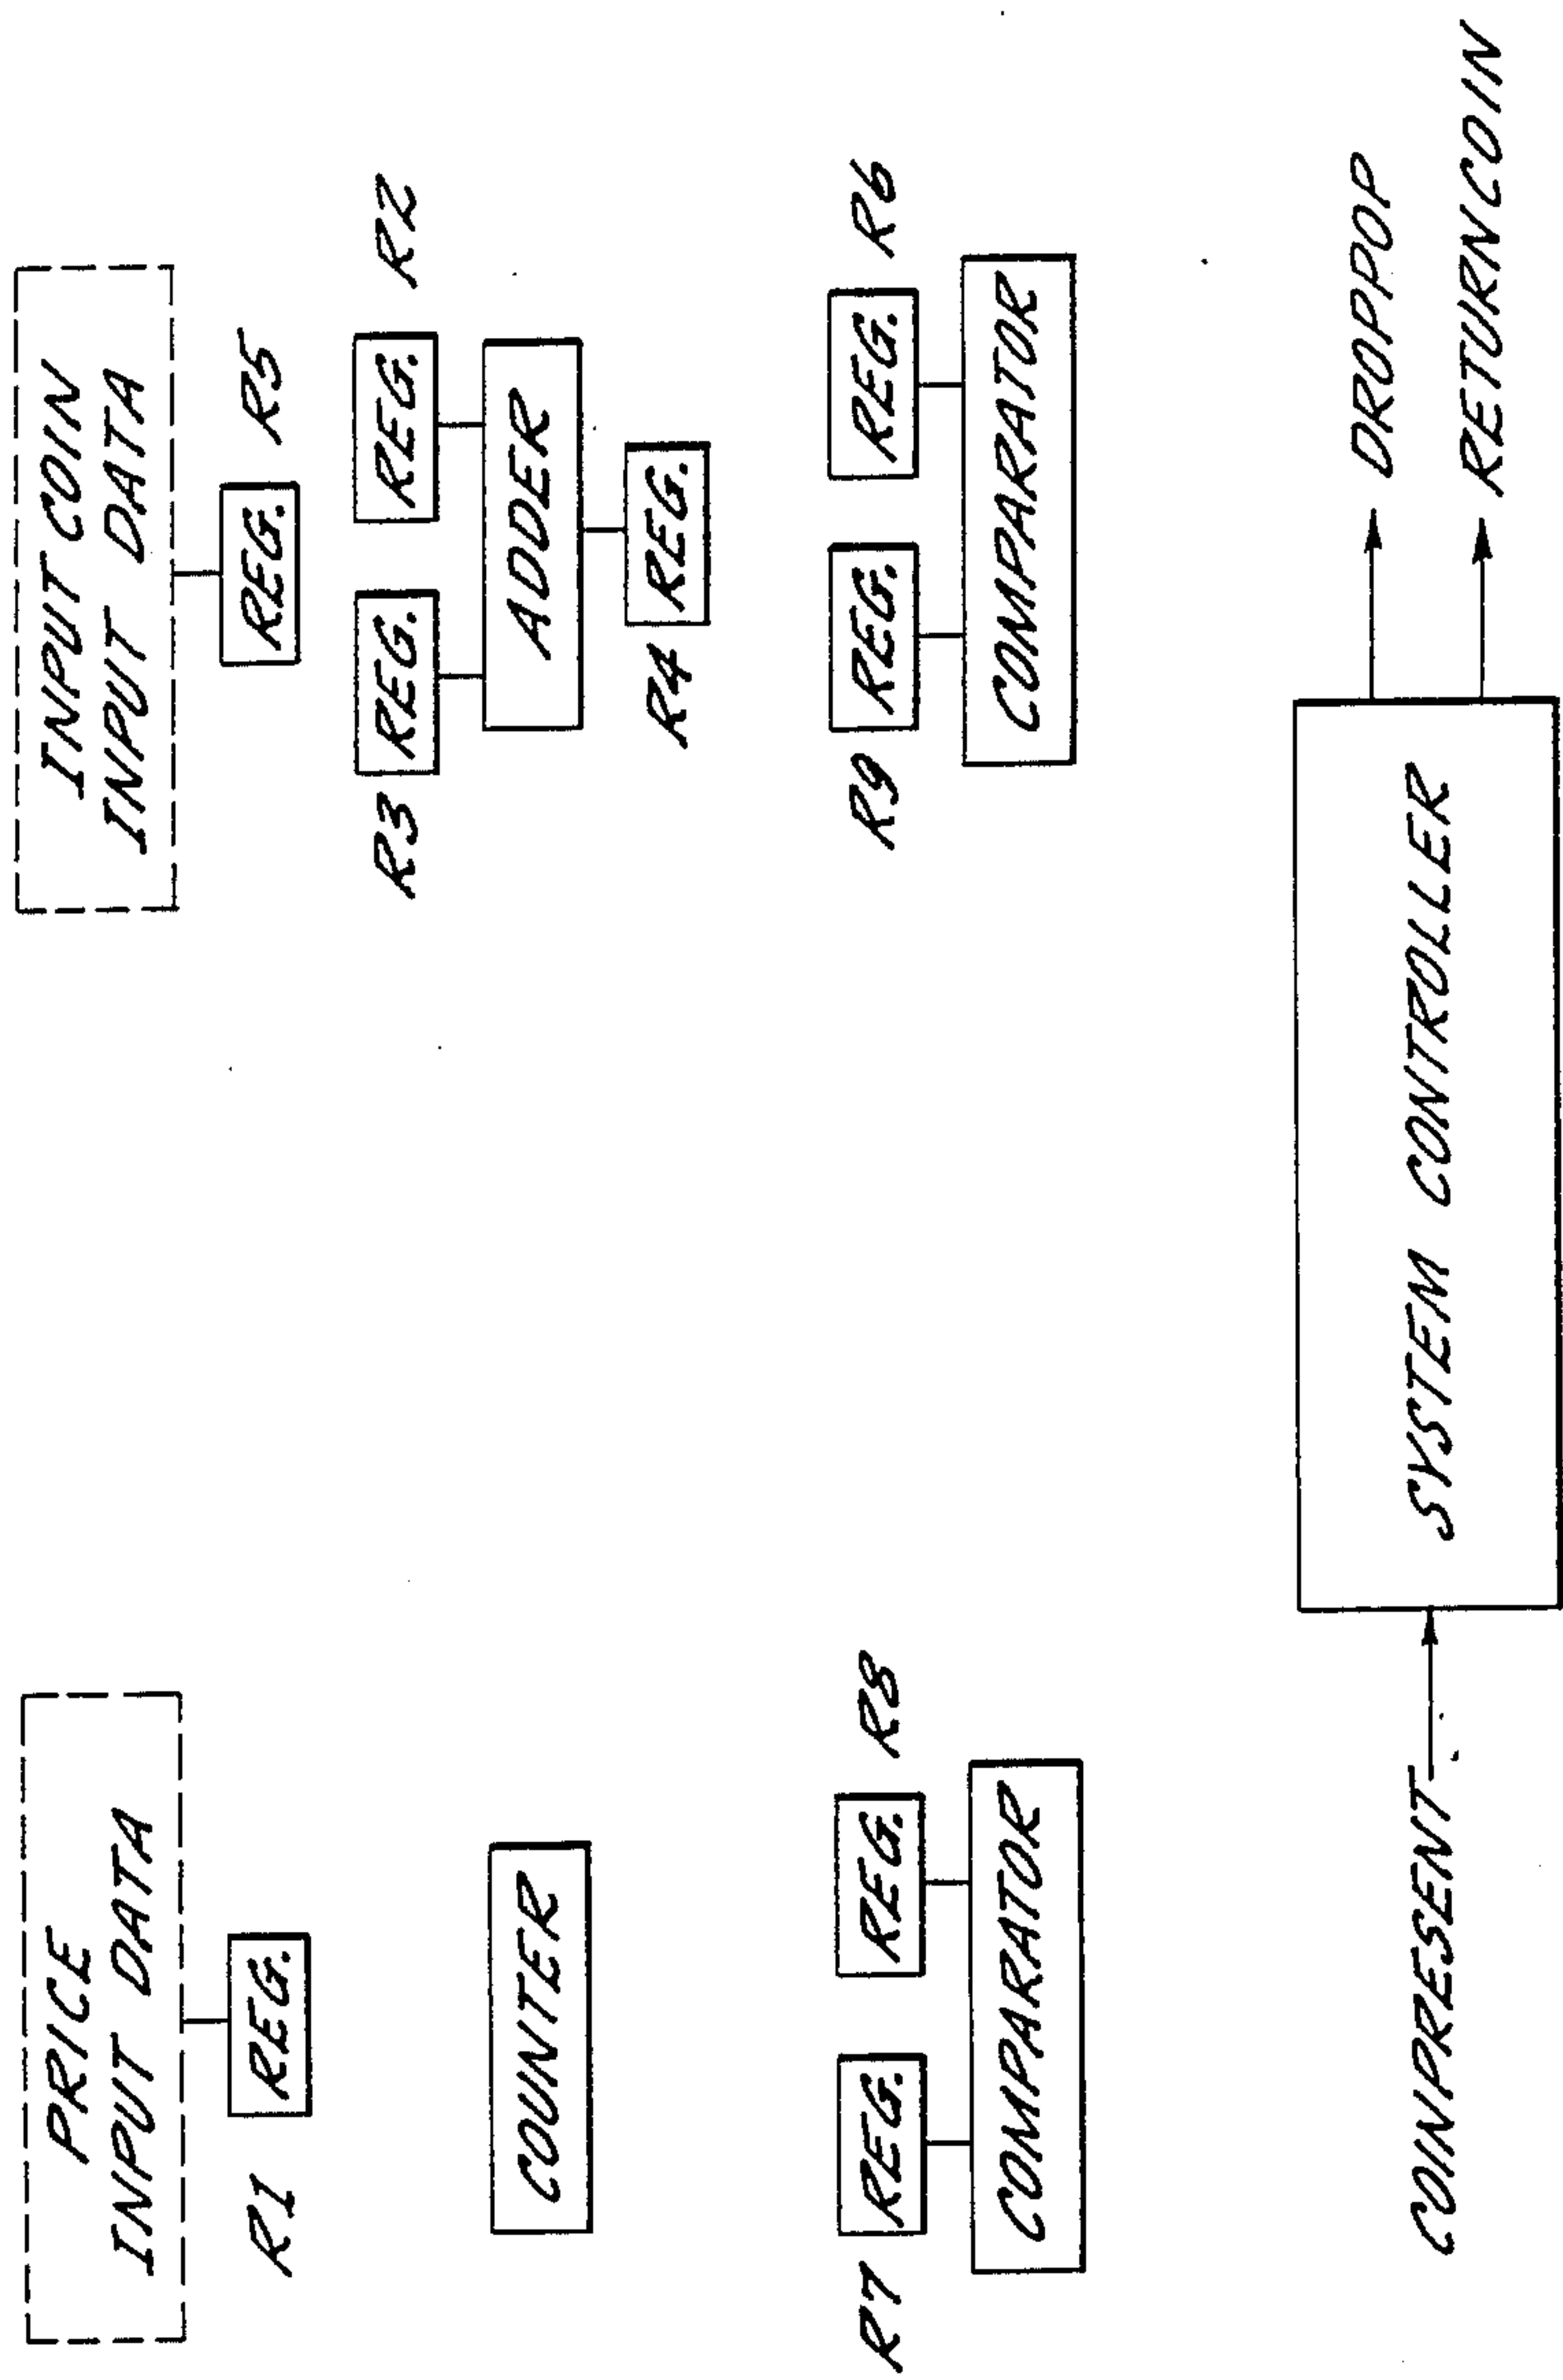 PRICE
INPUT DATA
INPUT COIN
INPUT DATA
R1
REG.
REG.
R5
R3
REG.
REG.
R2
COUNTER
ADDER
R4
REG.
R7
REG.
REG.
R8
R9
REG.
REG.
R6
COMPARATOR
COMPARATOR
COINPRESENT
SYSTEM CONTROLLER
DROPPOP
RETURNCOIN